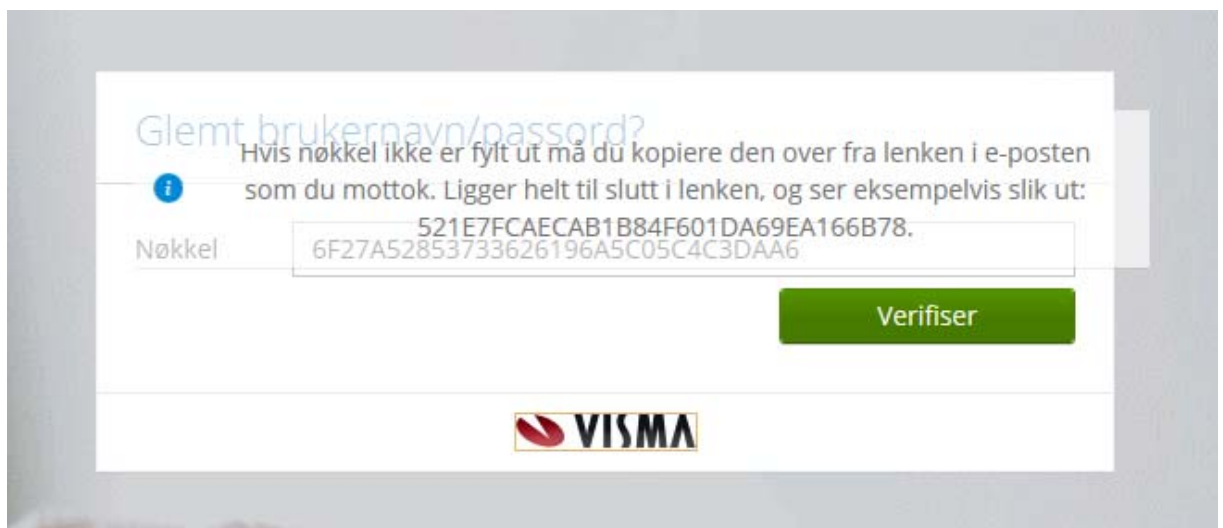 Glemt brukernavn/passord?
Hvis nøkkel ikke er fylt ut må du kopiere den over fra lenken i e-posten
som du mottok. Ligger helt til slutt i lenken, og ser eksempelvis slik ut:
521E7FCAECAB1B84F601DA69EA166B78.
Nøkkel 6F27A52853733626196A5C05C4C3DAA6
Verifiser
VISMA